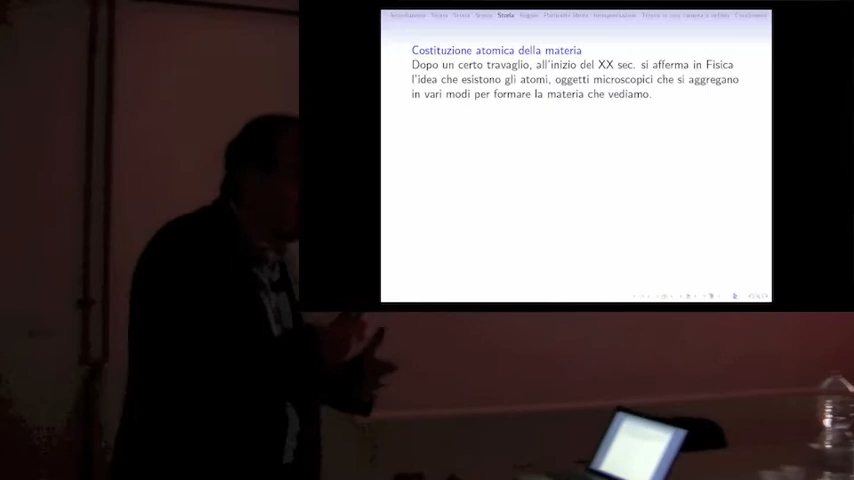 Storia
Costituzione atomica della materia
Dopo un certo travaglio, all'inizio del XX sec. si afferma in Fisica
l'idea che esistono gli atomi, oggetti microscopici che si aggregano
in vari modi per formare la materia che vediamo.